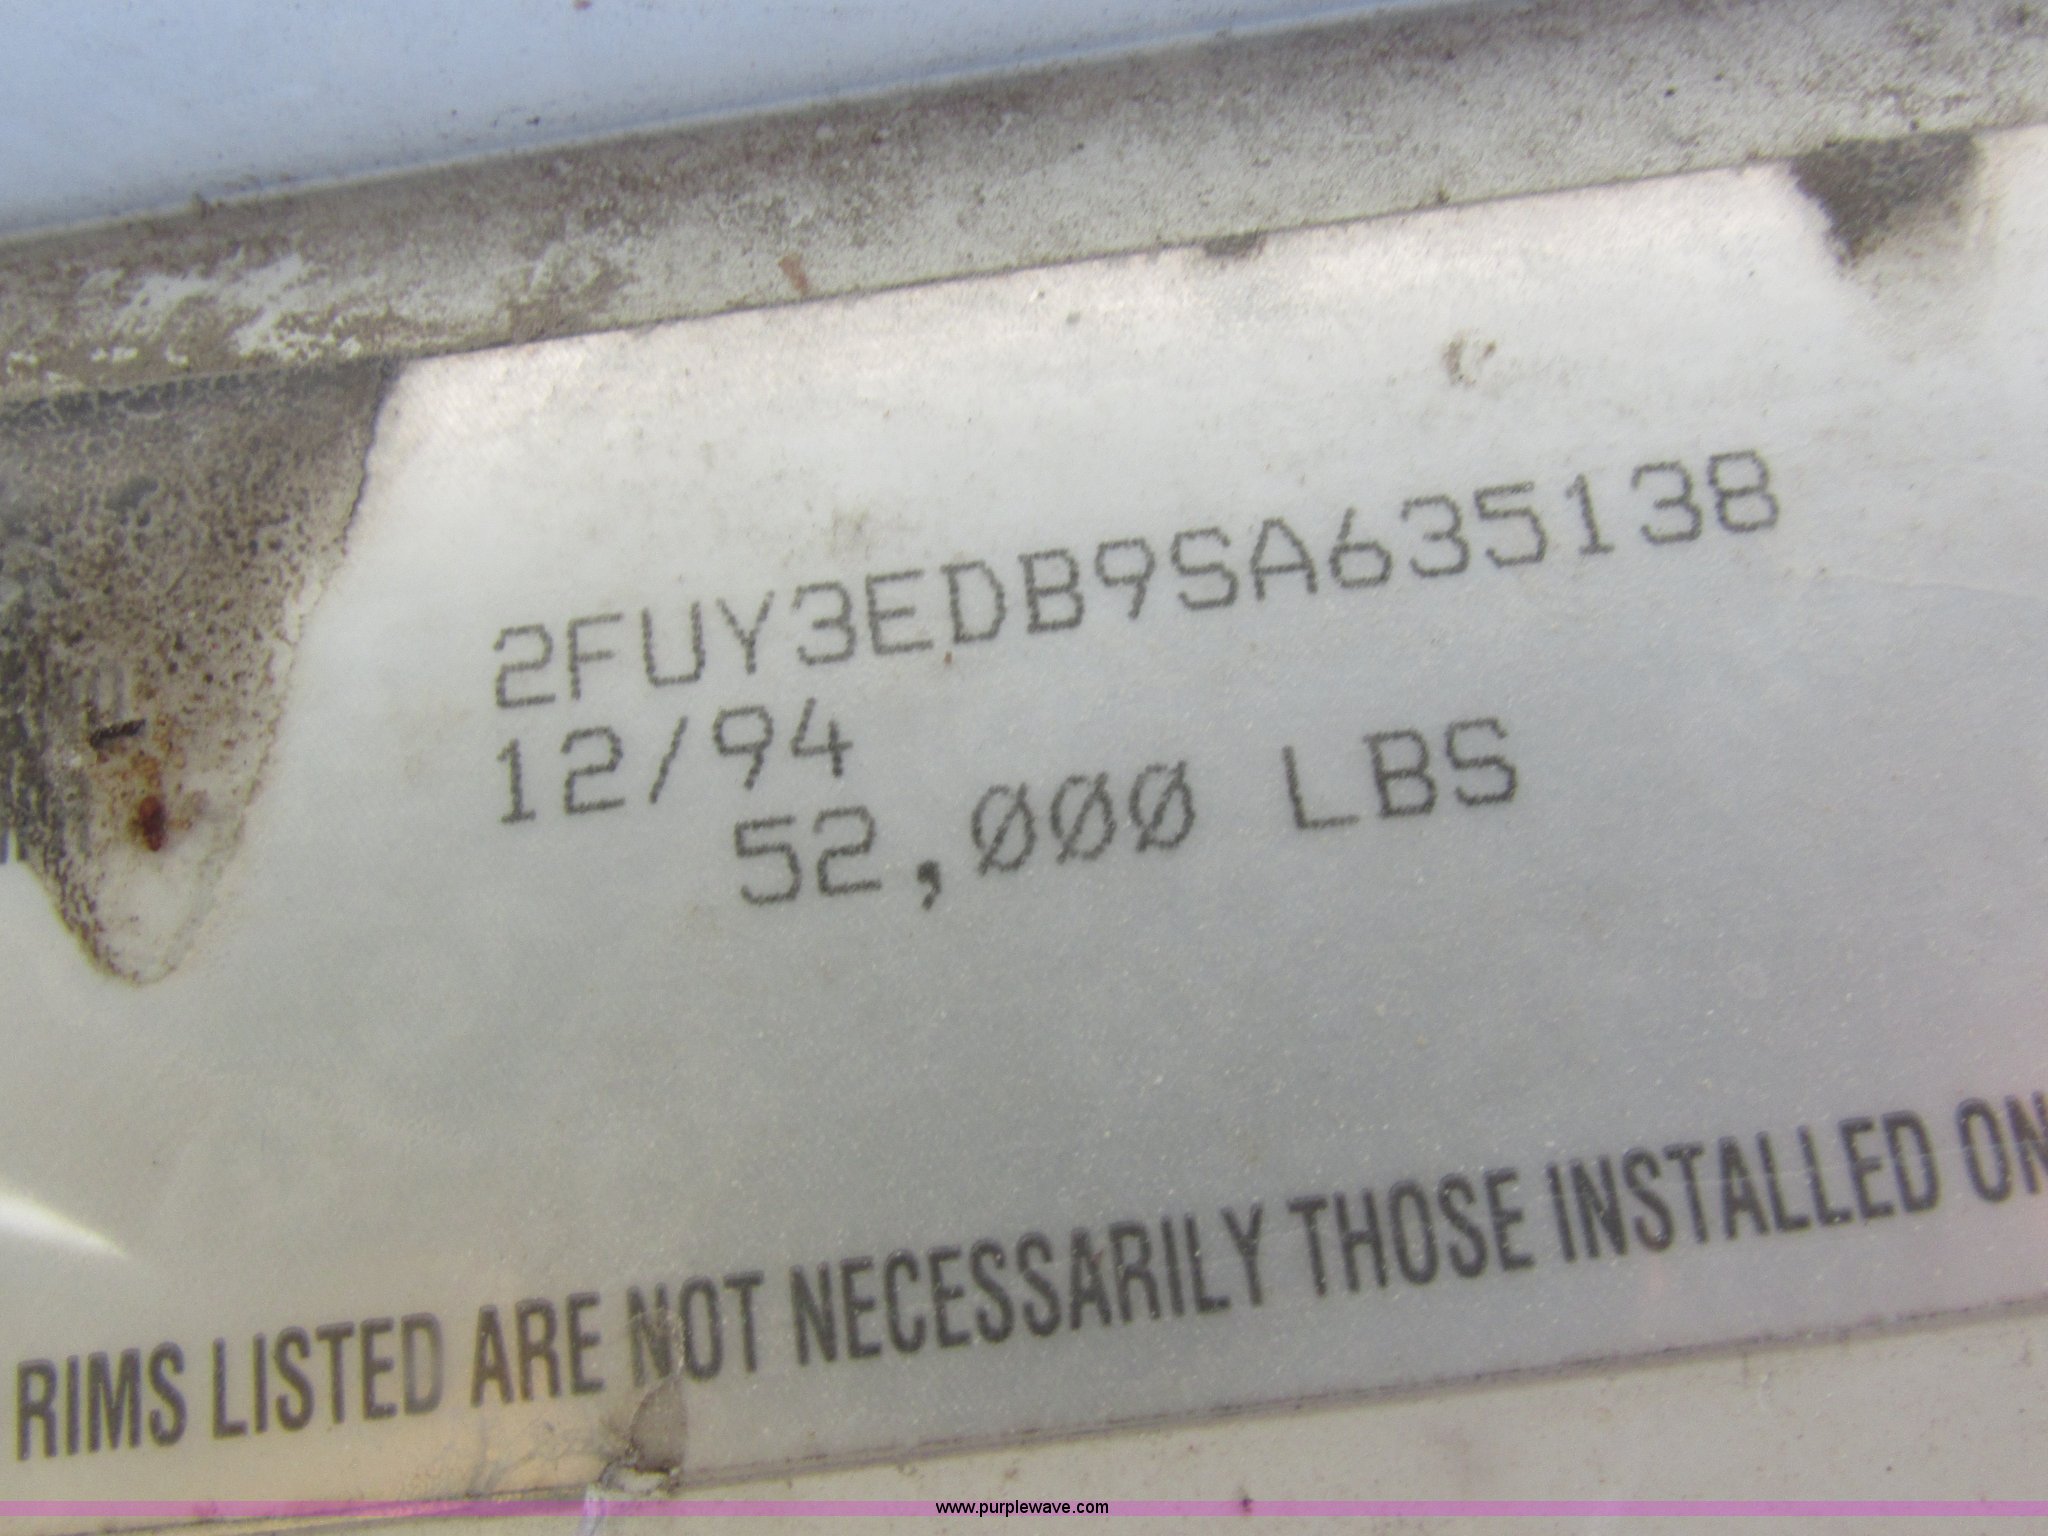 2FUY3EDB9SA635138
12/94
52,000 LBS
RIMS LISTED ARE NOT NECESSARILY THOSE INSTALLED ON
www.purplewave.com